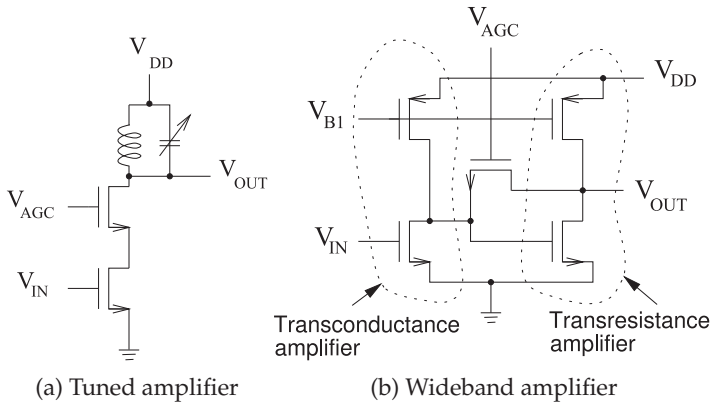 V_DD
V_OUT
V_AGC
V_IN
(a) Tuned amplifier
V_AGC
V_DD
V_B1
V_OUT
V_IN
Transconductance
amplifier
Transresistance
amplifier
(b) Wideband amplifier